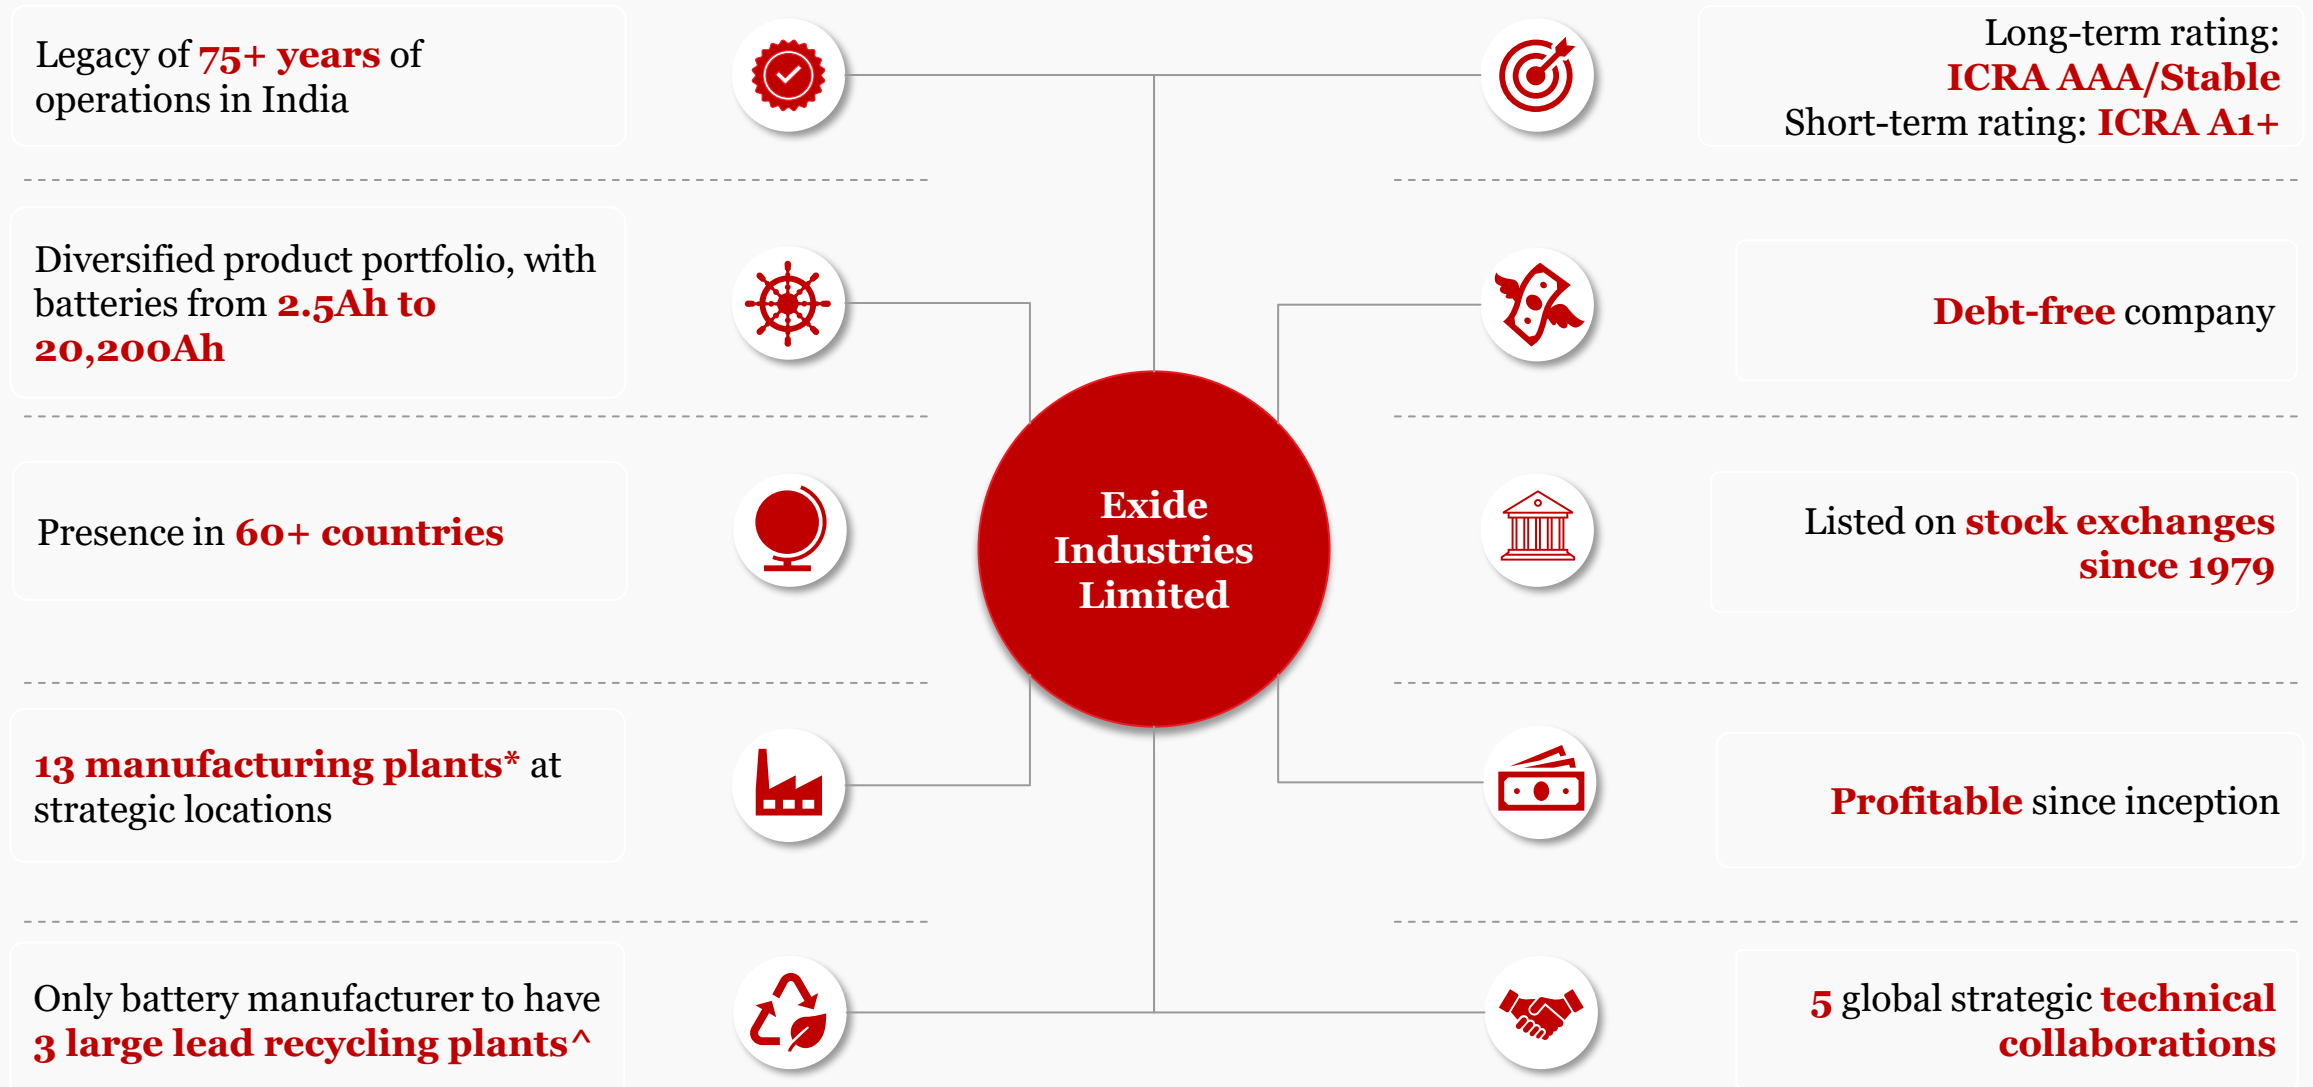 Legacy of 75+ years of
operations in India
Diversified product portfolio, with
batteries from 2.5Ah to
20,200Ah
Presence in 60+ countries
13 manufacturing plants* at
strategic locations
Only battery manufacturer to have
3 large lead recycling plants^
Exide
Industries
Limited
Long-term rating:
ICRA AAA/Stable
Short-term rating: ICRA A1+
Debt-free company
Listed on stock exchanges
since 1979
Profitable since inception
5 global strategic technical
collaborations